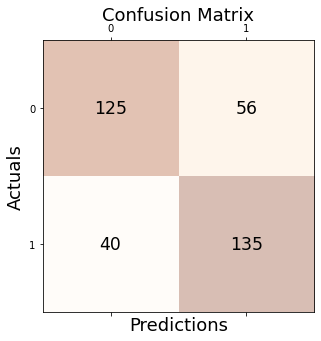 Confusion Matrix
0 1
0 125 56
Actuals
1 40 135
Predictions